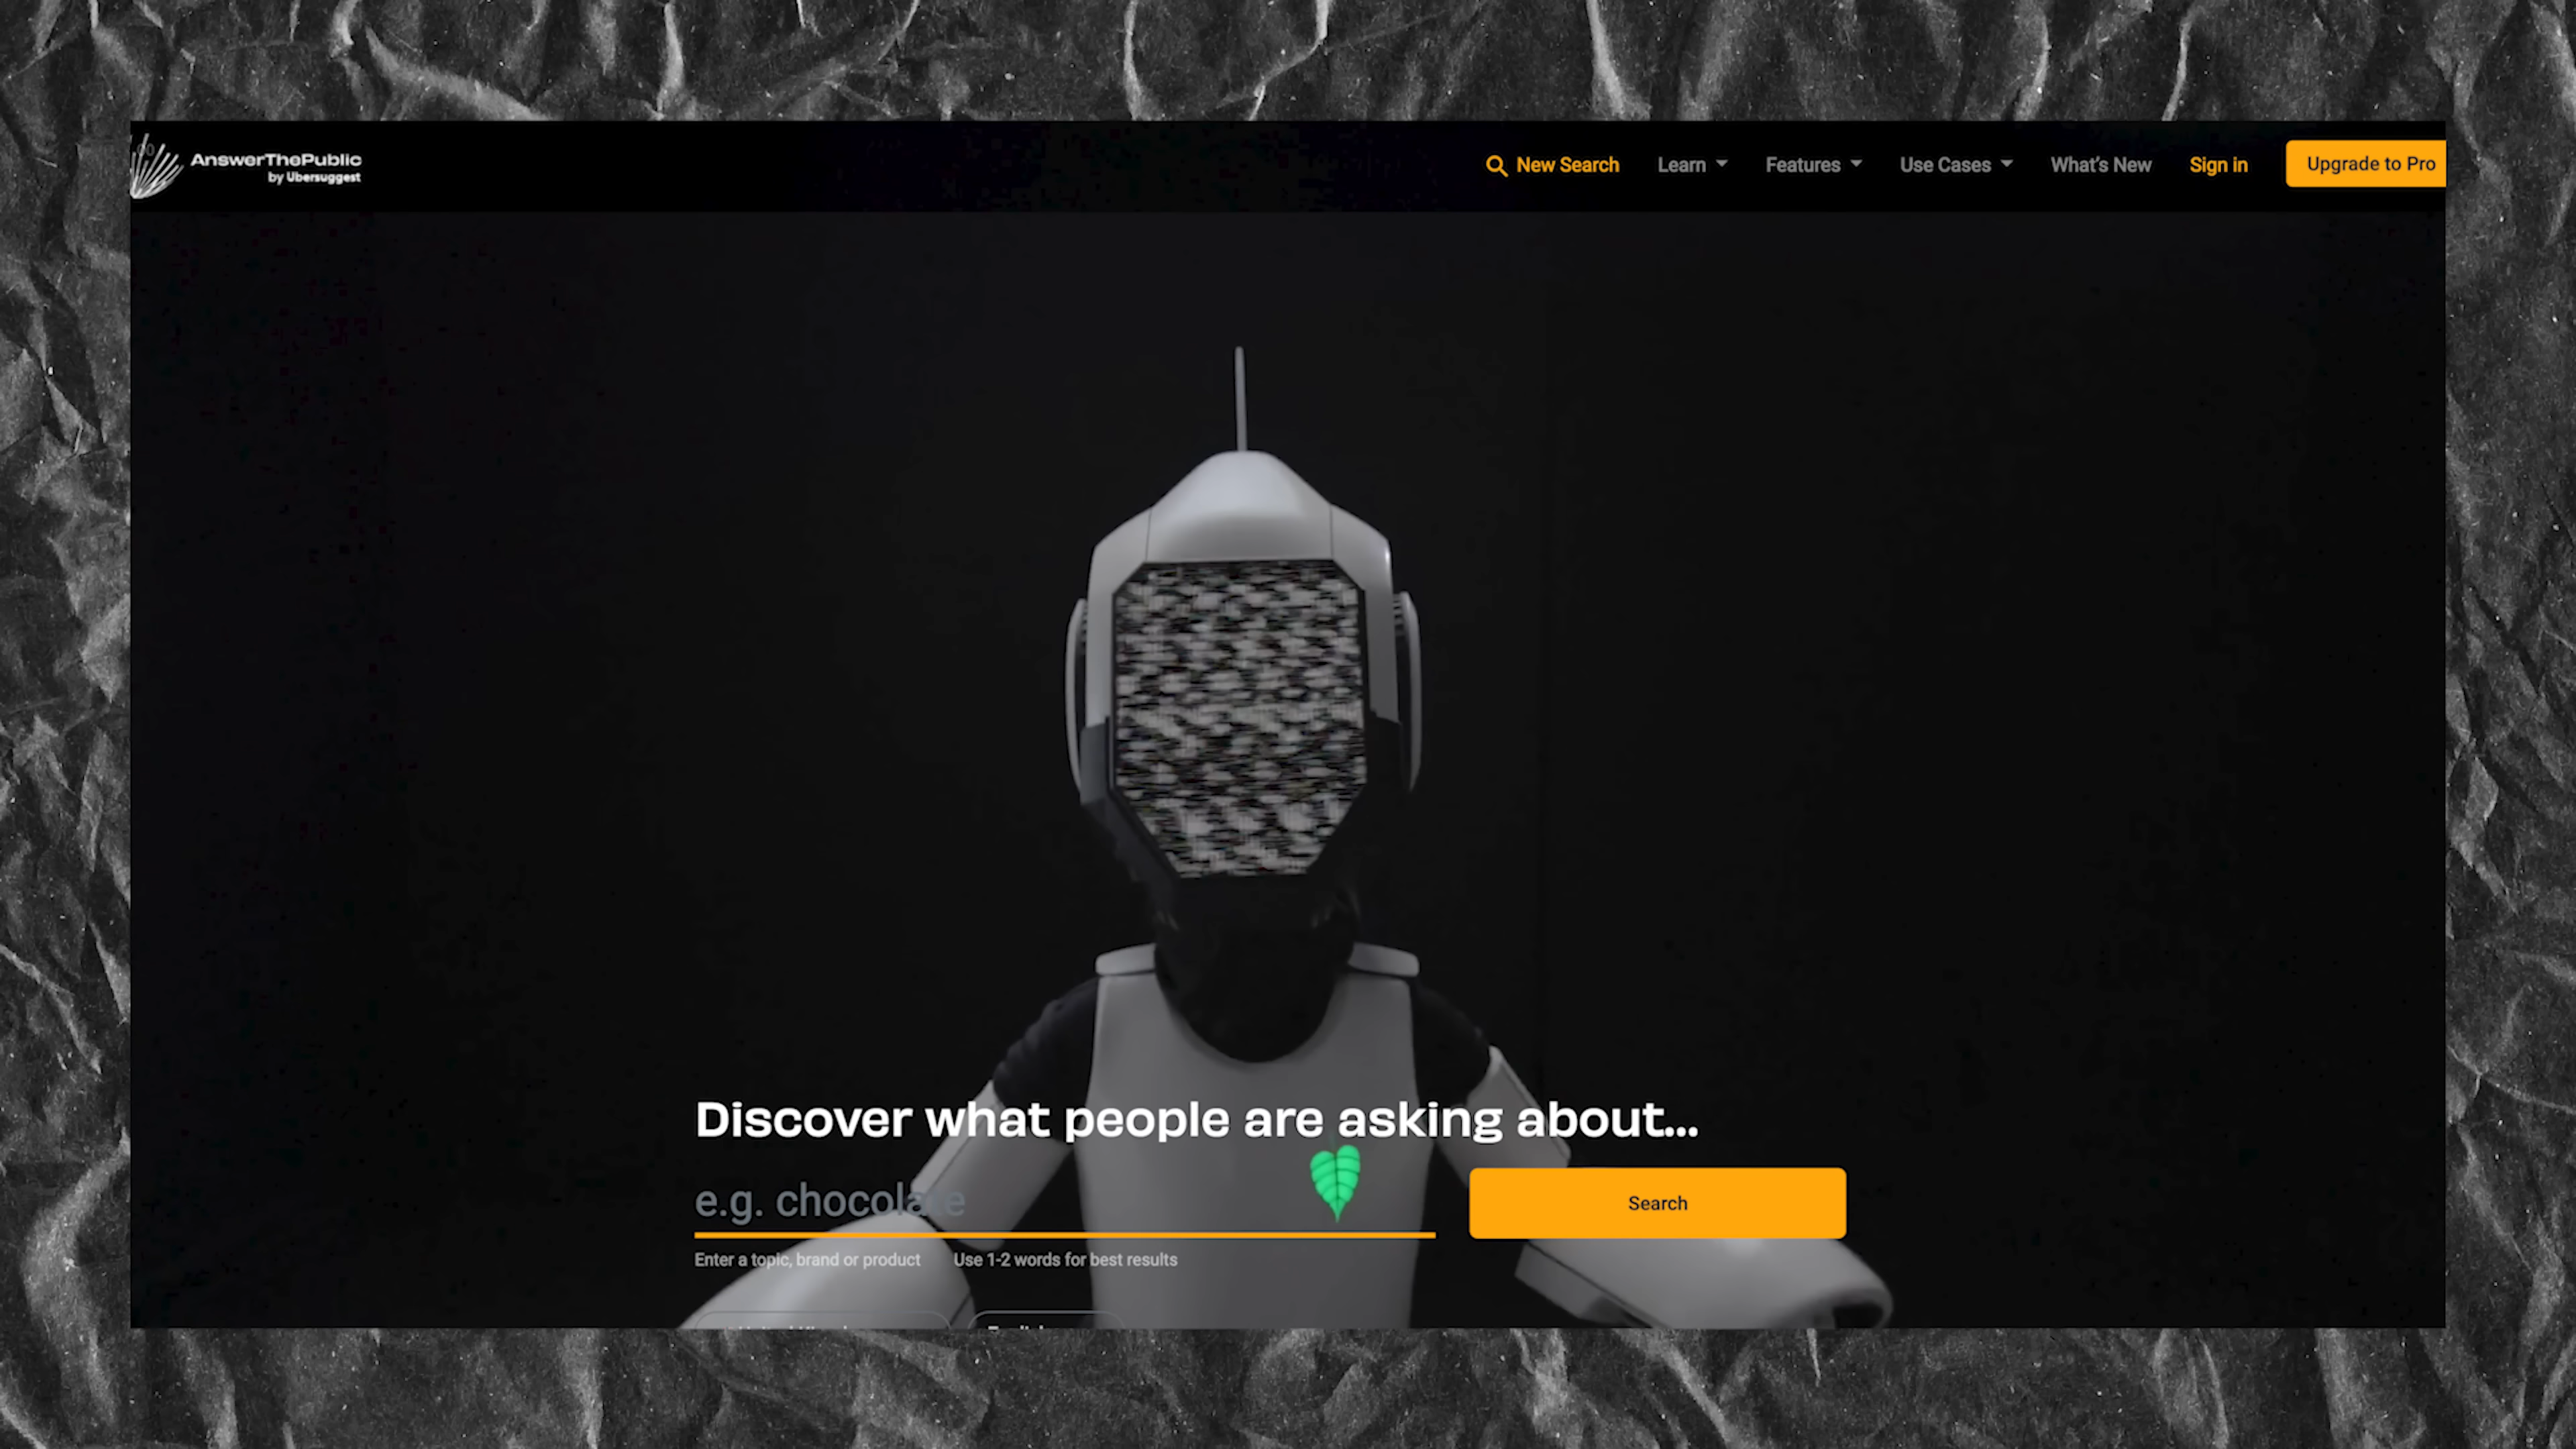 AnswerThePublic
by Ubersuggest
New Search
Learn
Features
Use Cases
What's New
Sign in
Upgrade to Pro
Discover what people are asking about...
e.g. chocolate
Search
Enter a topic, brand or product
Use 1-2 words for best results